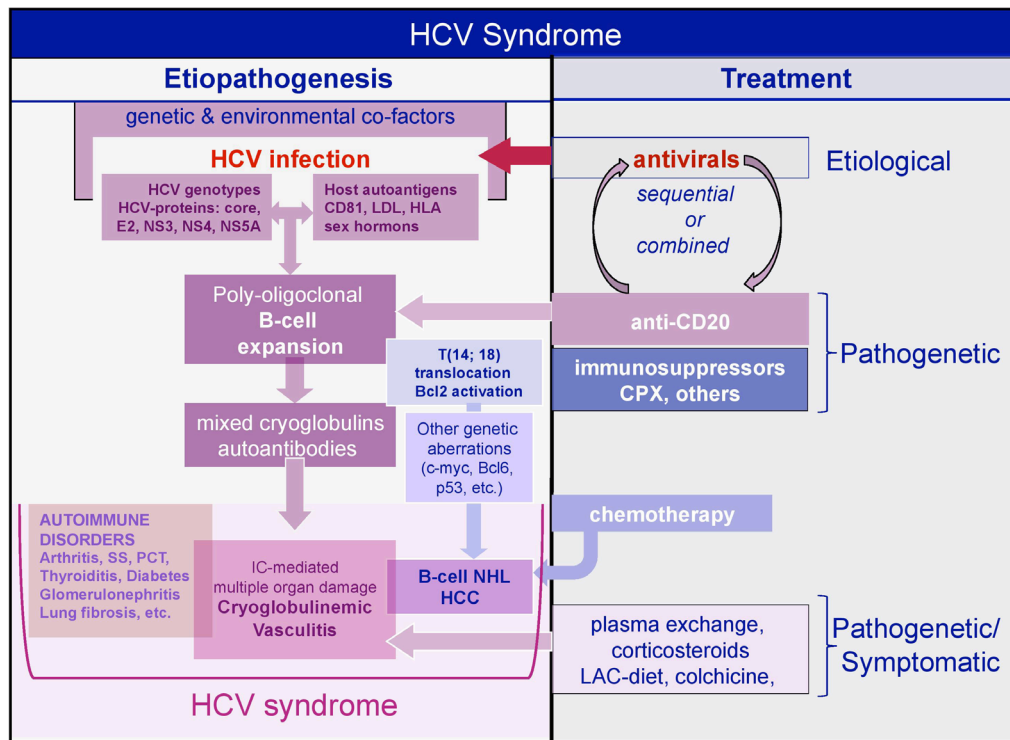 HCV Syndrome
Etiopathogenesis
Treatment
genetic & environmental co-factors
HCV infection
HCV genotypes
HCV-proteins: core,
E2, NS3, NS4, NS5A
Host autoantigens
CD81, LDL, HLA
sex hormons
antivirals
Etiological
sequential
or
combined
Poly-oligoclonal
B-cell
expansion
anti-CD20
immunosuppressors
CPX, others
Pathogenetic
T(14; 18)
translocation
Bcl2 activation
mixed cryoglobulins
autoantibodies
Other genetic
aberrations
(c-myc, Bcl6,
p53, etc.)
chemotherapy
AUTOIMMUNE
DISORDERS
Arthritis, SS, PCT,
Thyroiditis, Diabetes
Glomerulonephritis
Lung fibrosis, etc.
IC-mediated
multiple organ damage
Cryoglobulinemic
Vasculitis
B-cell NHL
HCC
plasma exchange,
corticosteroids
LAC-diet, colchicine,
Pathogenetic/
Symptomatic
HCV syndrome